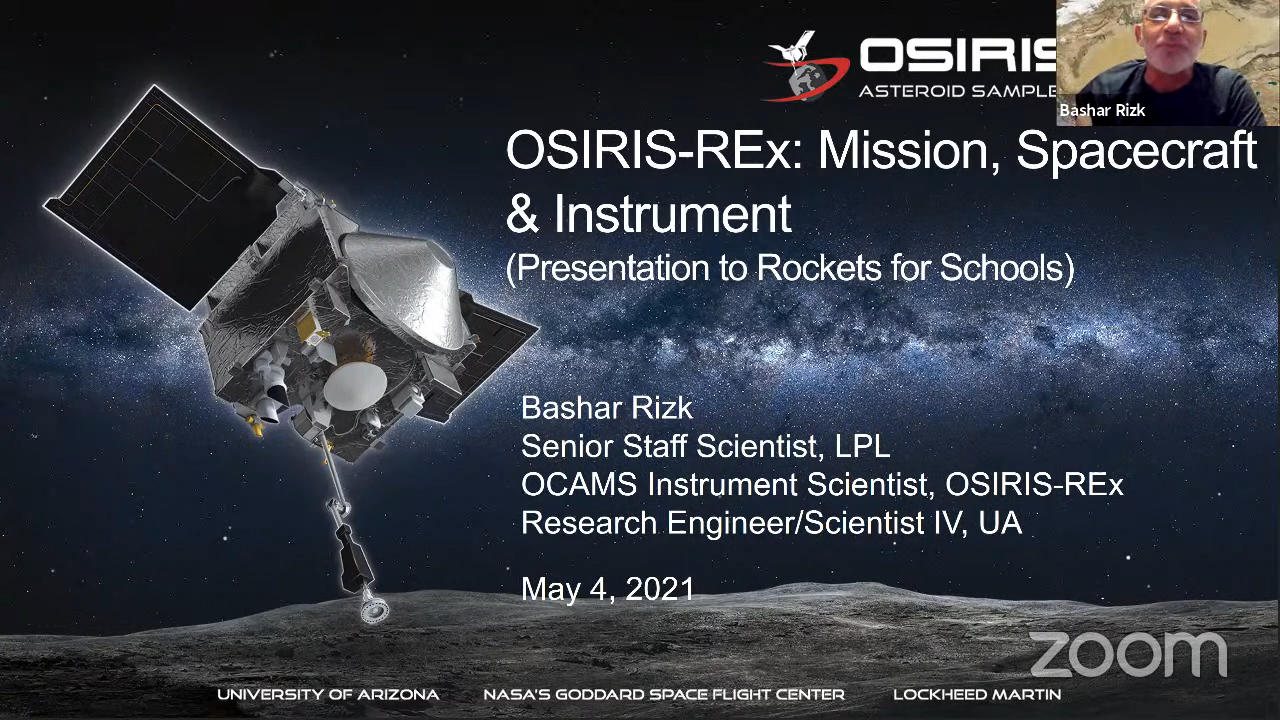 OSIRIS
ASTEROID SAMPLE
Bashar Rizk
OSIRIS-REx: Mission, Spacecraft
& Instrument
(Presentation to Rockets for Schools)
Bashar Rizk
Senior Staff Scientist, LPL
OCAMS Instrument Scientist, OSIRIS-REx
Research Engineer/Scientist IV, UA
May 4, 2021
zoom
UNIVERSITY OF ARIZONA NASA'S GODDARD SPACE FLIGHT CENTER LOCKHEED MARTIN